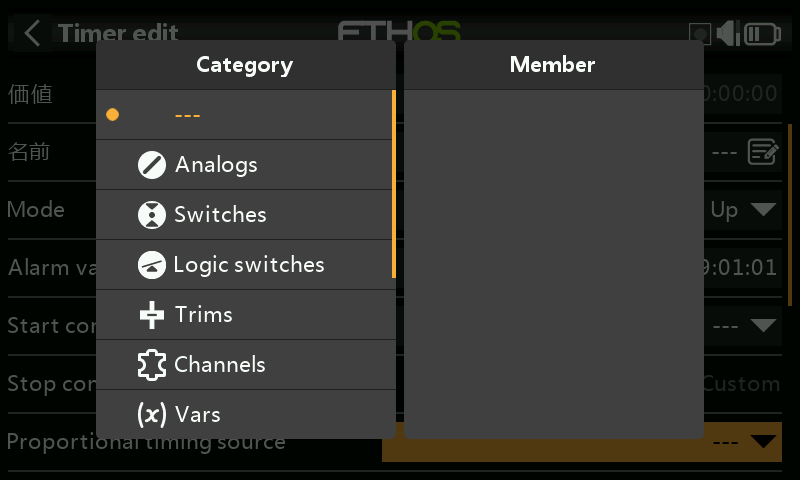 Timer edit
ETHOS
Category
Member
---
Analogs
Switches
Logic switches
Trims
Channels
(x) Vars
価値
0:00:00
名前
---
Mode
Up
Alarm va
9:01:01
Start con
---
Stop con
Custom
Proportional timing source
---